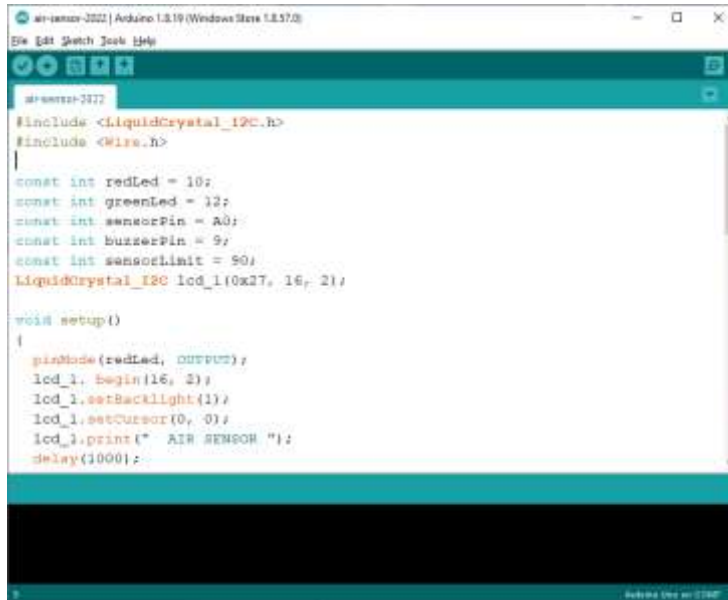 air-sensor-2022 | Arduino 1.8.19 (Windows Store 1.8.57.0)
File Edit Sketch Tools Help
air-sensor-2022
#include <LiquidCrystal_I2C.h>
#include <Wire.h>
const int redLed = 10;
const int greenLed = 12;
const int sensorPin = A0;
const int buzzerPin = 9;
const int sensorLimit = 90;
LiquidCrystal_I2C lcd_1(0x27, 16, 2);
void setup()
{
pinMode(redLed, OUTPUT);
lcd_1. begin(16, 2);
lcd_1.setBacklight(1);
lcd_1.setCursor(0, 0);
lcd_1.print("  AIR SENSOR ");
delay(1000);
Arduino Uno on